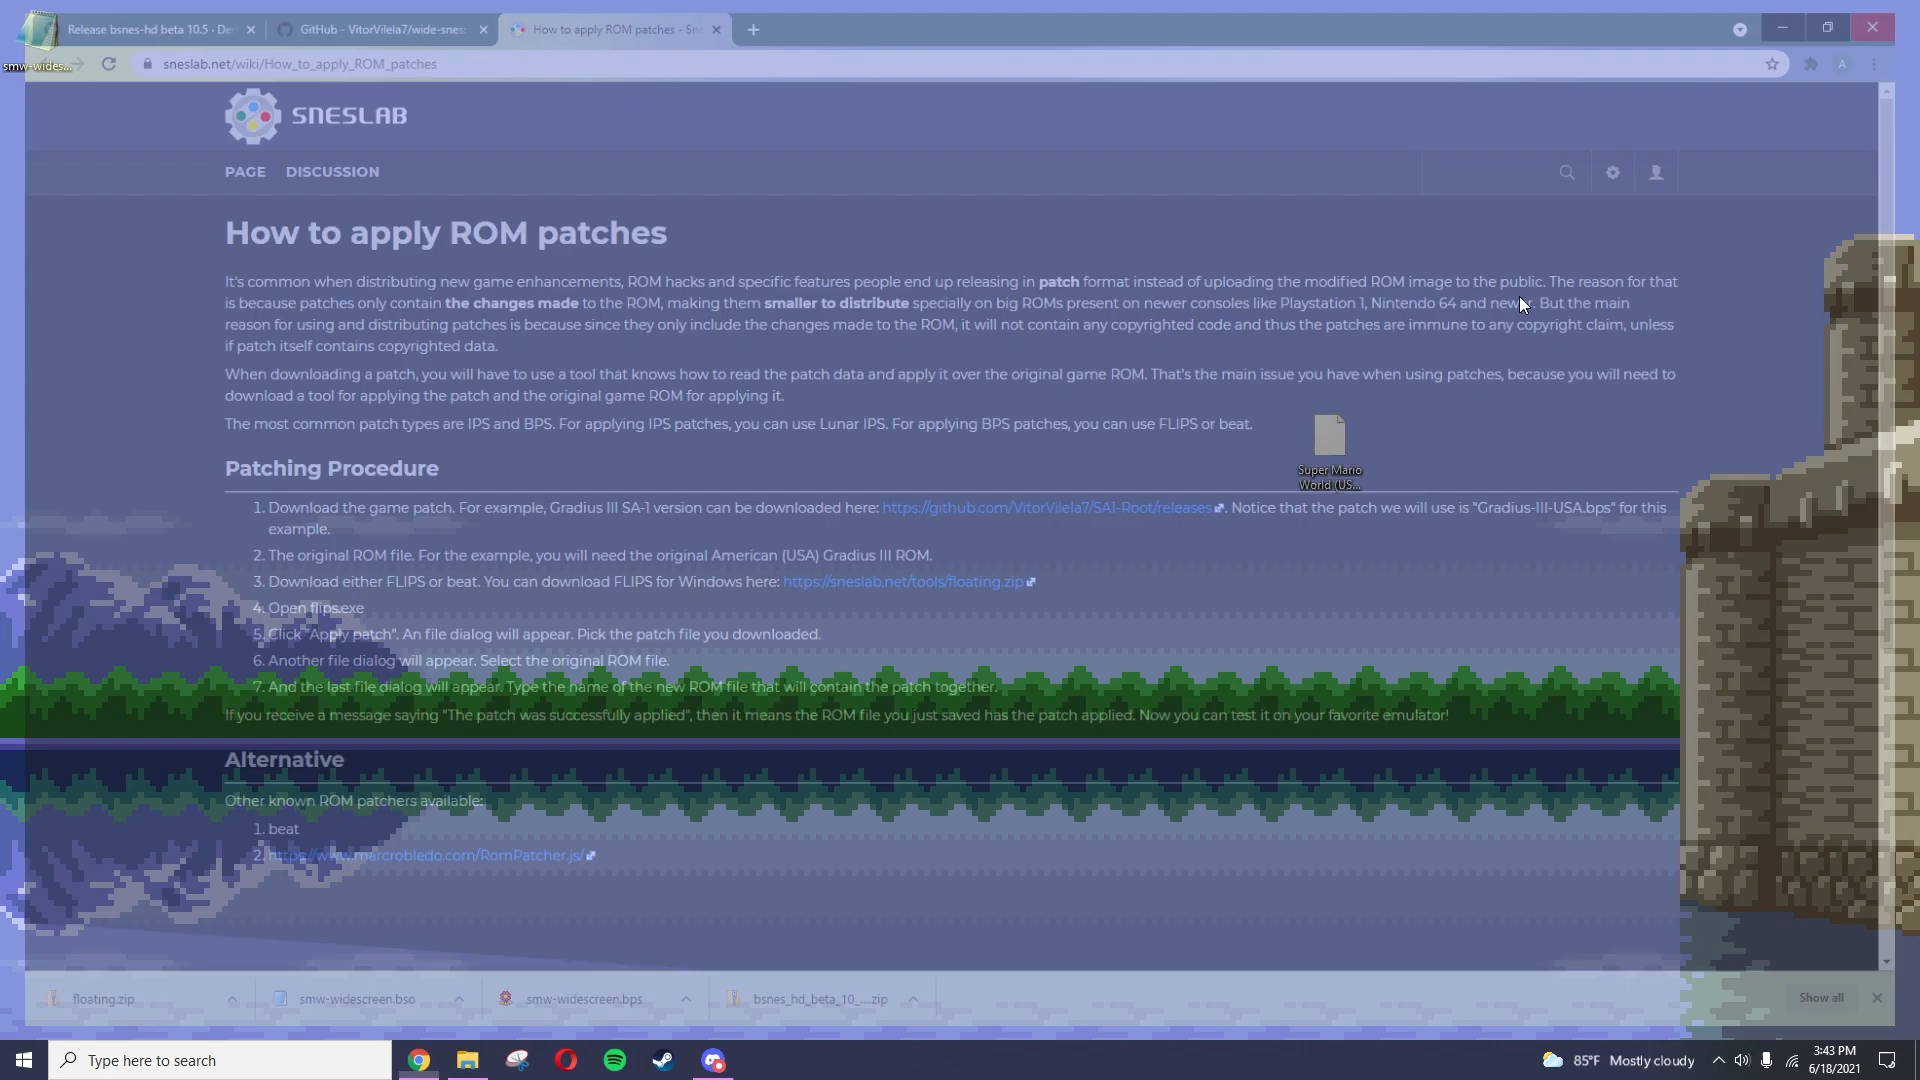 Release bsnes-hd beta 10.5 · De
GitHub - VitorVilela7/wide-snes:
How to apply ROM patches - Sne
smw-wides...
sneslab.net/wiki/How_to_apply_ROM_patches
A
SNESLAB
PAGE DISCUSSION
How to apply ROM patches
It's common when distributing new game enhancements, ROM hacks and specific features people end up releasing in patch format instead of uploading the modified ROM image to the public. The reason for that
is because patches only contain the changes made to the ROM, making them smaller to distribute specially on big ROMs present on newer consoles like Playstation 1, Nintendo 64 and newer. But the main
reason for using and distributing patches is because since they only include the changes made to the ROM, it will not contain any copyrighted code and thus the patches are immune to any copyright claim, unless
if patch itself contains copyrighted data.
When downloading a patch, you will have to use a tool that knows how to read the patch data and apply it over the original game ROM. That's the main issue you have when using patches, because you will need to
download a tool for applying the patch and the original game ROM for applying it.
The most common patch types are IPS and BPS. For applying IPS patches, you can use Lunar IPS. For applying BPS patches, you can use FLIPS or beat.
Super Mario
World (US...
Patching Procedure
1. Download the game patch. For example, Gradius III SA-1 version can be downloaded here: https://github.com/VitorVilela7/SA1-Root/releases. Notice that the patch we will use is "Gradius-III-USA.bps" for this
example.
2. The original ROM file. For the example, you will need the original American (USA) Gradius III ROM.
3. Download either FLIPS or beat. You can download FLIPS for Windows here: https://sneslab.net/tools/floating.zip
4. Open flips.exe
5. Click "Apply patch". An file dialog will appear. Pick the patch file you downloaded.
6. Another file dialog will appear. Select the original ROM file.
7. And the last file dialog will appear. Type the name of the new ROM file that will contain the patch together.
If you receive a message saying "The patch was successfully applied", then it means the ROM file you just saved has the patch applied. Now you can test it on your favorite emulator!
Alternative
Other known ROM patchers available:
1. beat
2. https://www.marcrobledo.com/RomPatcher.js/
floating.zip
smw-widescreen.bso
smw-widescreen.bps
bsnes_hd_beta_10_....zip
Show all
Type here to search
85°F Mostly cloudy
3:43 PM
6/18/2021